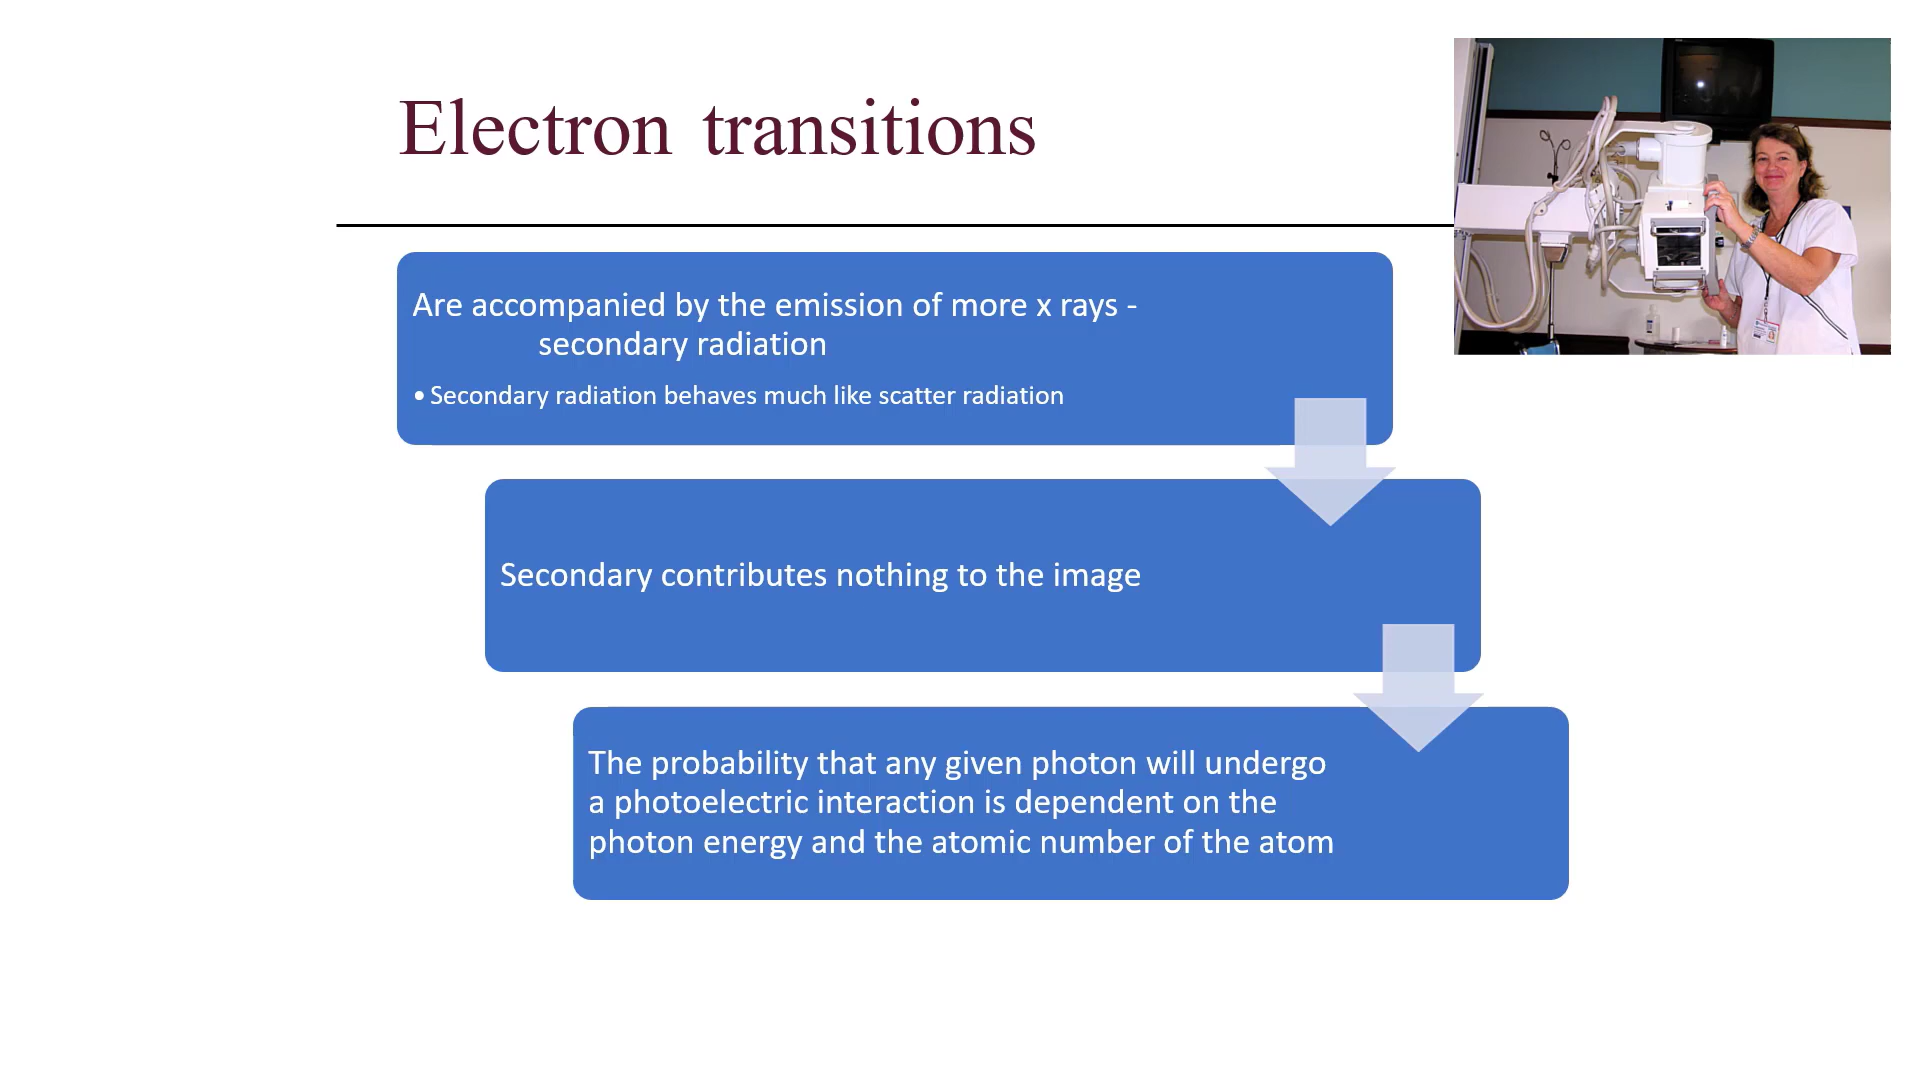 Electron transitions
Are accompanied by the emission of more x rays -
secondary radiation
• Secondary radiation behaves much like scatter radiation
Secondary contributes nothing to the image
The probability that any given photon will undergo
a photoelectric interaction is dependent on the
photon energy and the atomic number of the atom